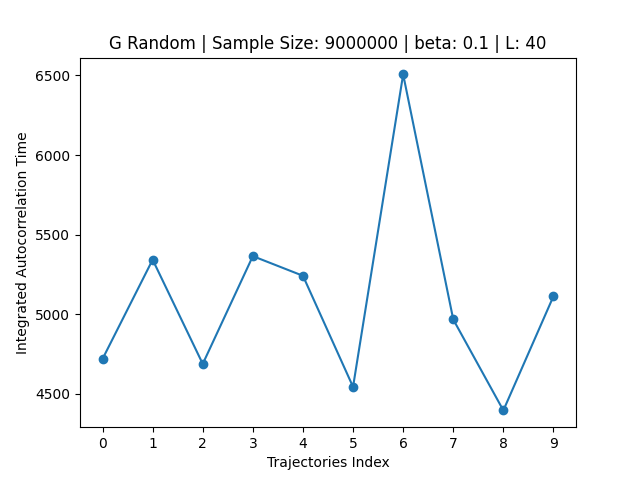 G Random | Sample Size: 9000000 | beta: 0.1 | L: 40
Integrated Autocorrelation Time
6500
6000
5500
5000
4500
0 1 2 3 4 5 6 7 8 9
Trajectories Index